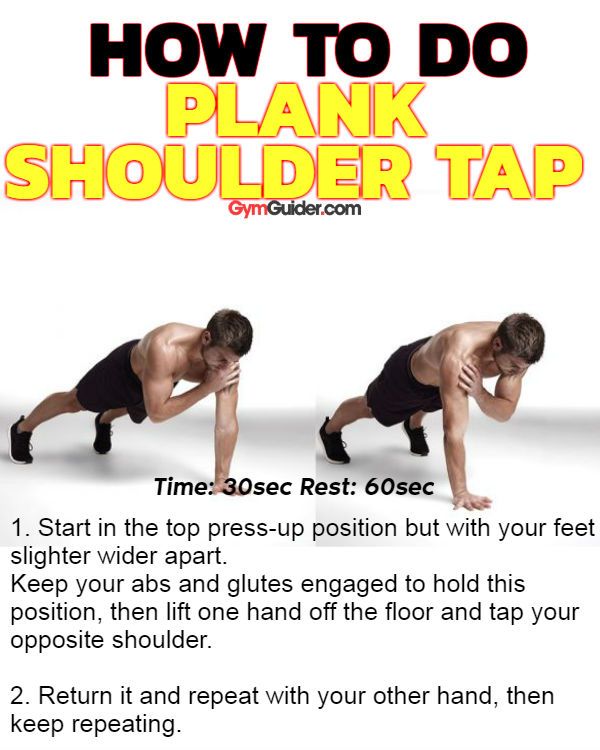 HOW TO DO
PLANK
SHOULDER TAP
GymGuider.com
Time: 30sec Rest: 60sec
1. Start in the top press-up position but with your feet
slighter wider apart.
Keep your abs and glutes engaged to hold this
position, then lift one hand off the floor and tap your
opposite shoulder.
2. Return it and repeat with your other hand, then
keep repeating.